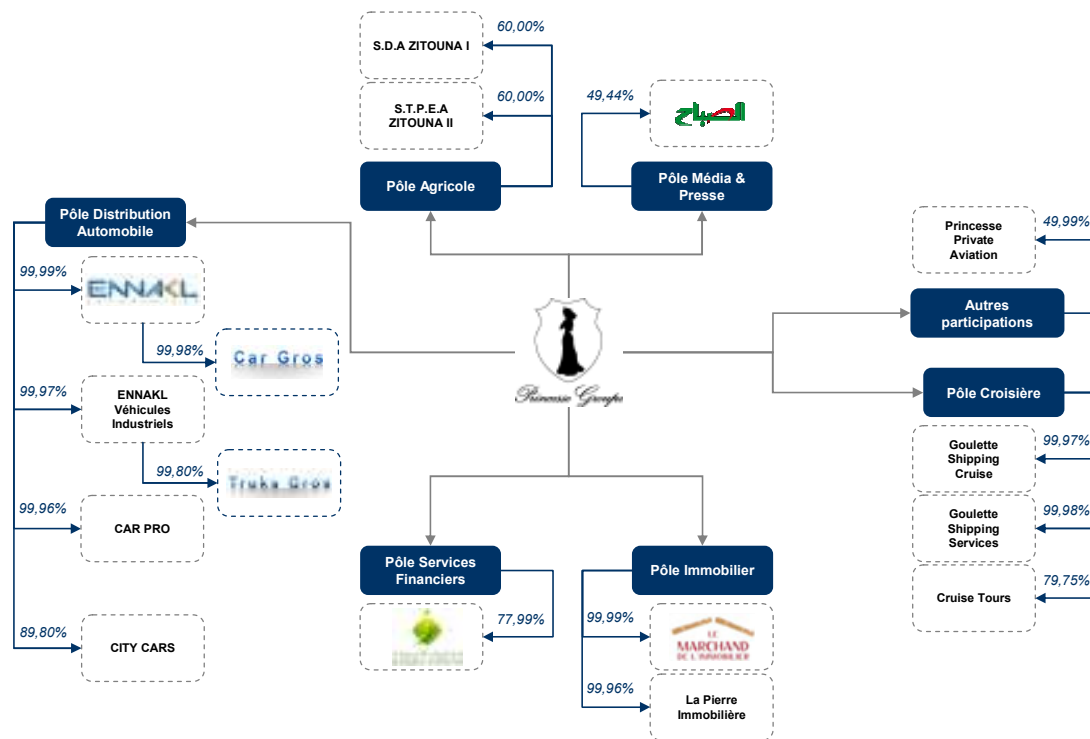 60,00%
S.D.A ZITOUNA I
60,00%
S.T.P.E.A
ZITOUNA II
49,44%
الصباح
Pôle Agricole
Pôle Média &
Presse
Pôle Distribution
Automobile
99,99%
ENNAKL
99,98%
Car Gros
99,97%
ENNAKL
Véhicules
Industriels
99,80%
Truks Gros
99,96%
CAR PRO
89,80%
CITY CARS
Princesse Groupe
Princesse
Private
Aviation
49,99%
Autres
participations
Pôle Croisière
Goulette
Shipping
Cruise
99,97%
Goulette
Shipping
Services
99,98%
Cruise Tours
79,75%
Pôle Services
Financiers
77,99%
Pôle Immobilier
99,99%
LE
MARCHAND
DE L'IMMOBILIER
99,96%
La Pierre
Immobilière